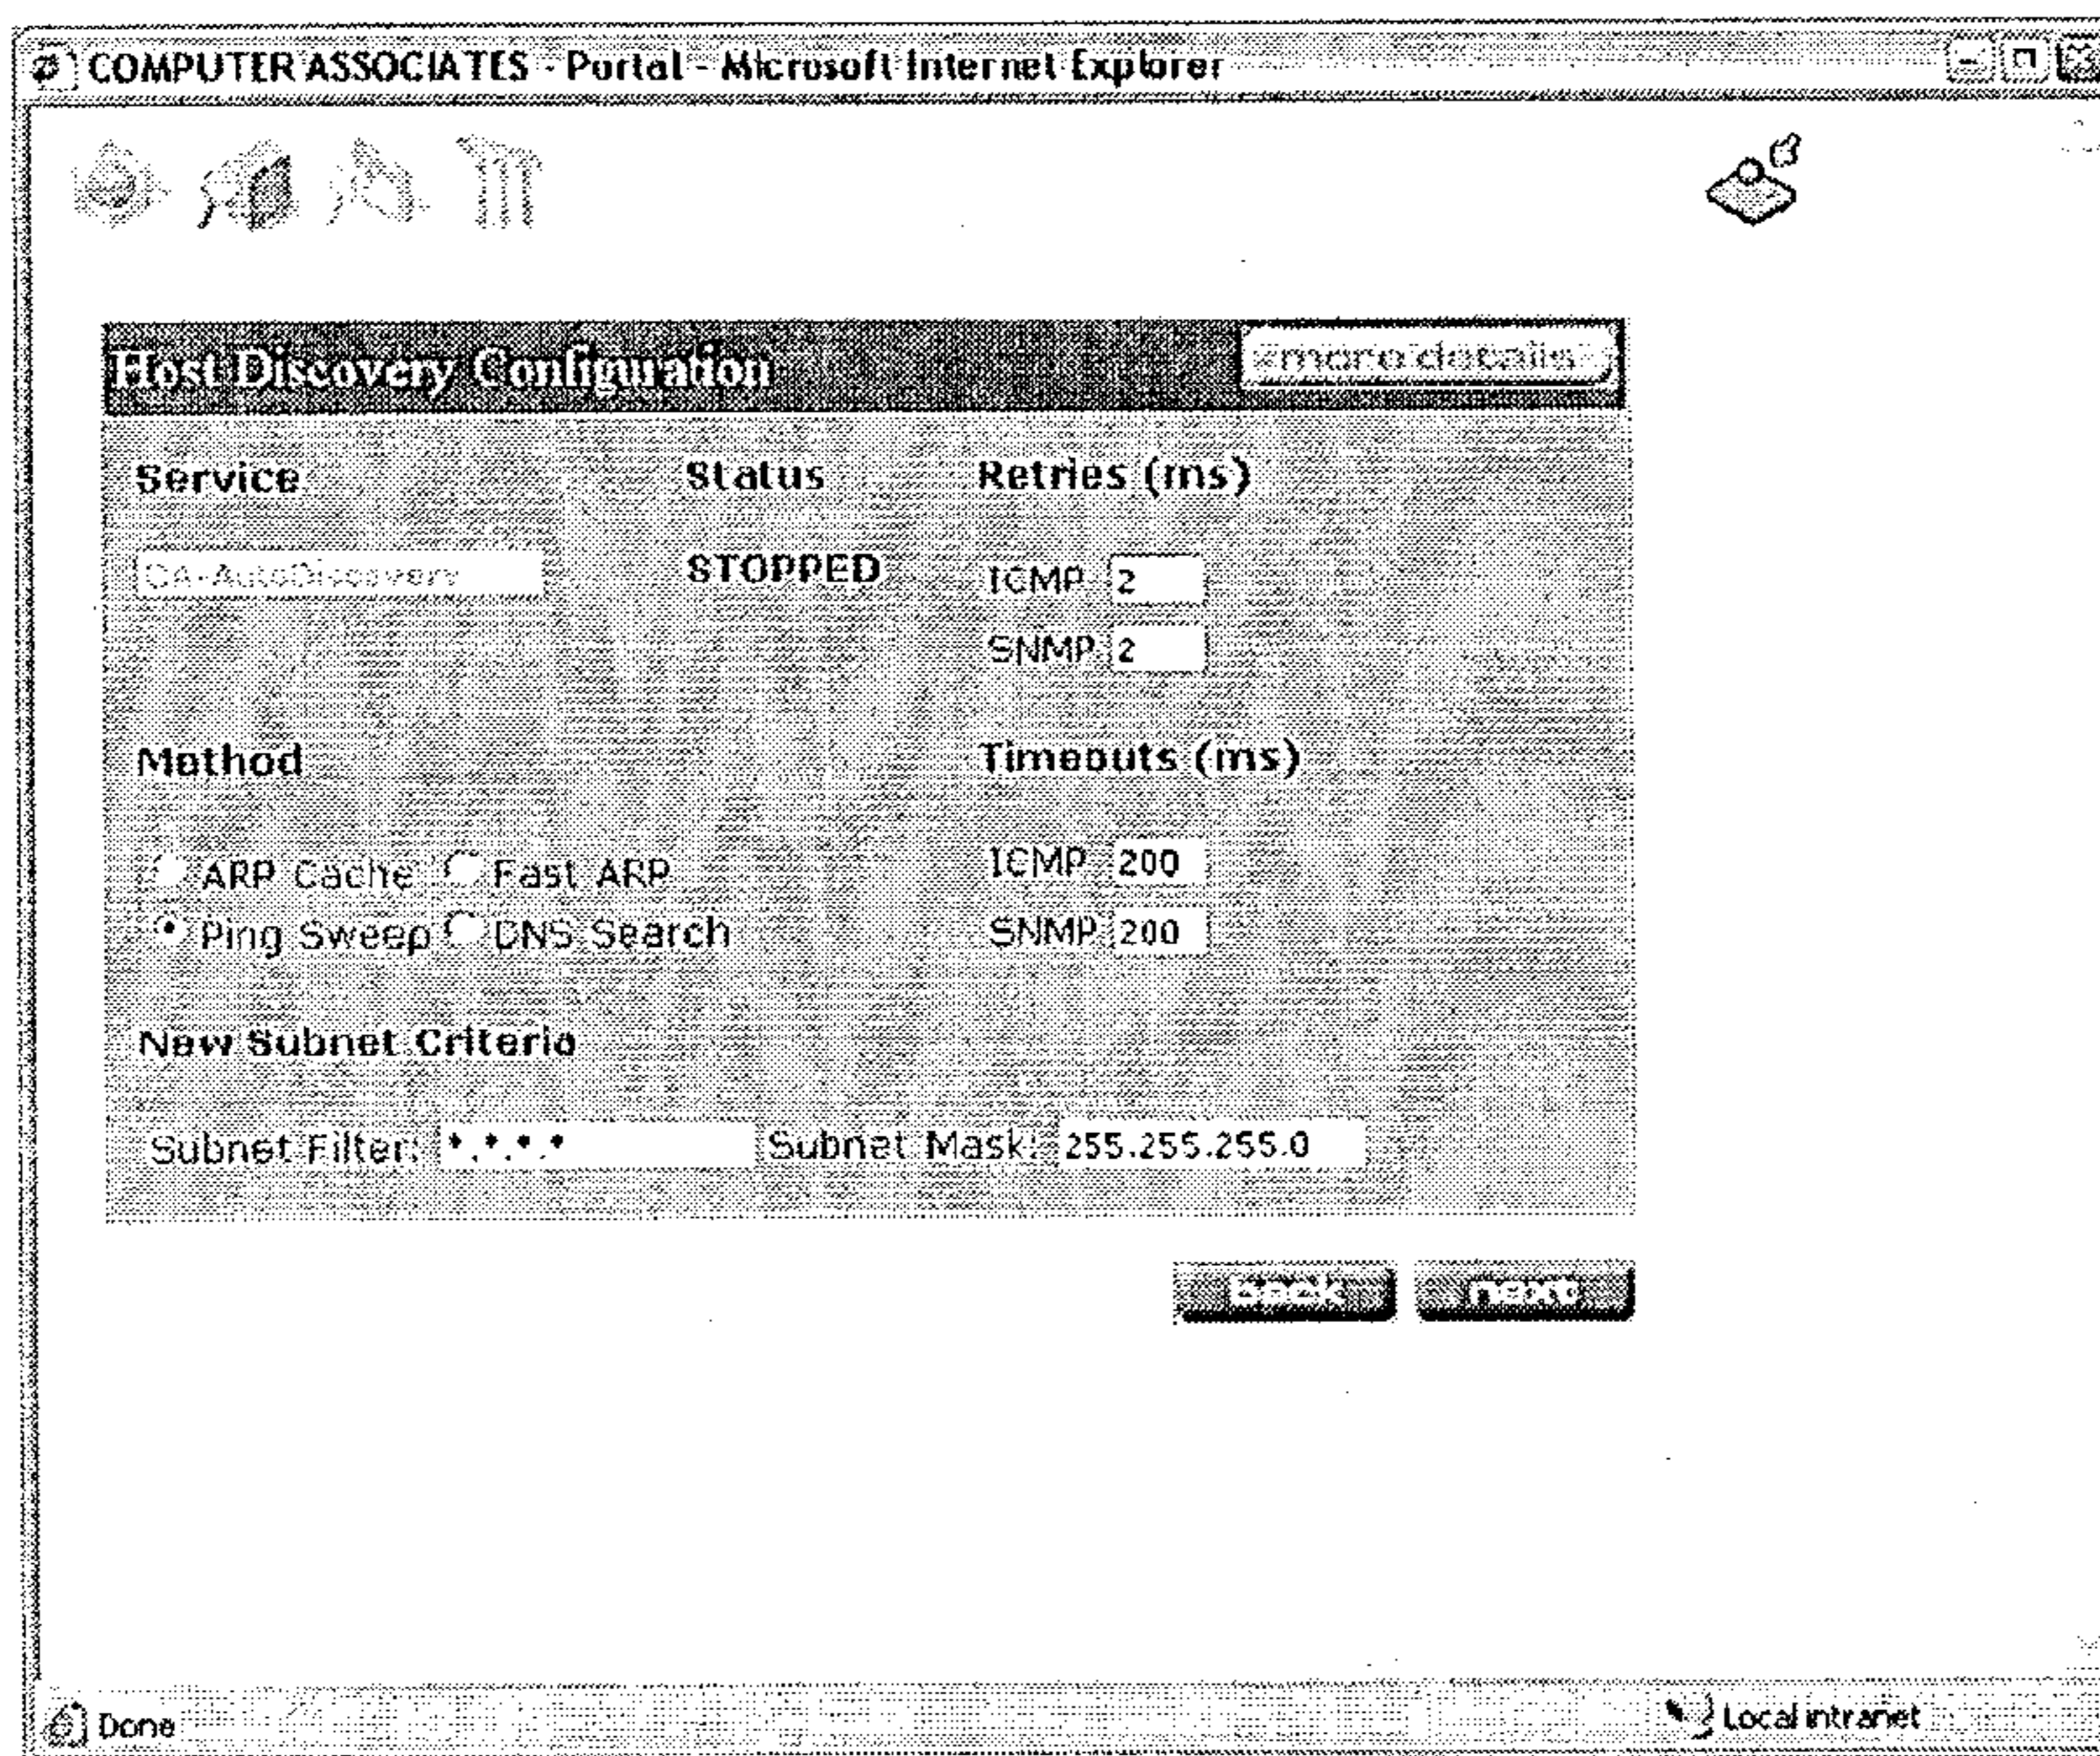 COMPUTER ASSOCIATES - Portal - Microsoft Internet Explorer
Host Discovery Configuration
more details
Service Status Retries (ms)
CA-AutoDiscovery STOPPED ICMP 2
SNMP 2
Method Timeouts (ms)
ARP Cache Fast ARP ICMP 200
Ping Sweep DNS Search SNMP 200
New Subnet Criteria
Subnet Filter: *.*.*.* Subnet Mask: 255.255.255.0
back next
Done Local intranet